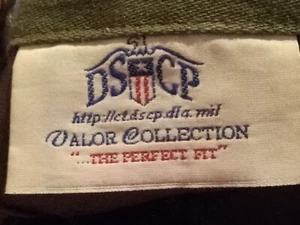 DSCP
http://ct.dscp.dla.mil
VALOR COLLECTION
"...THE PERFECT FIT"